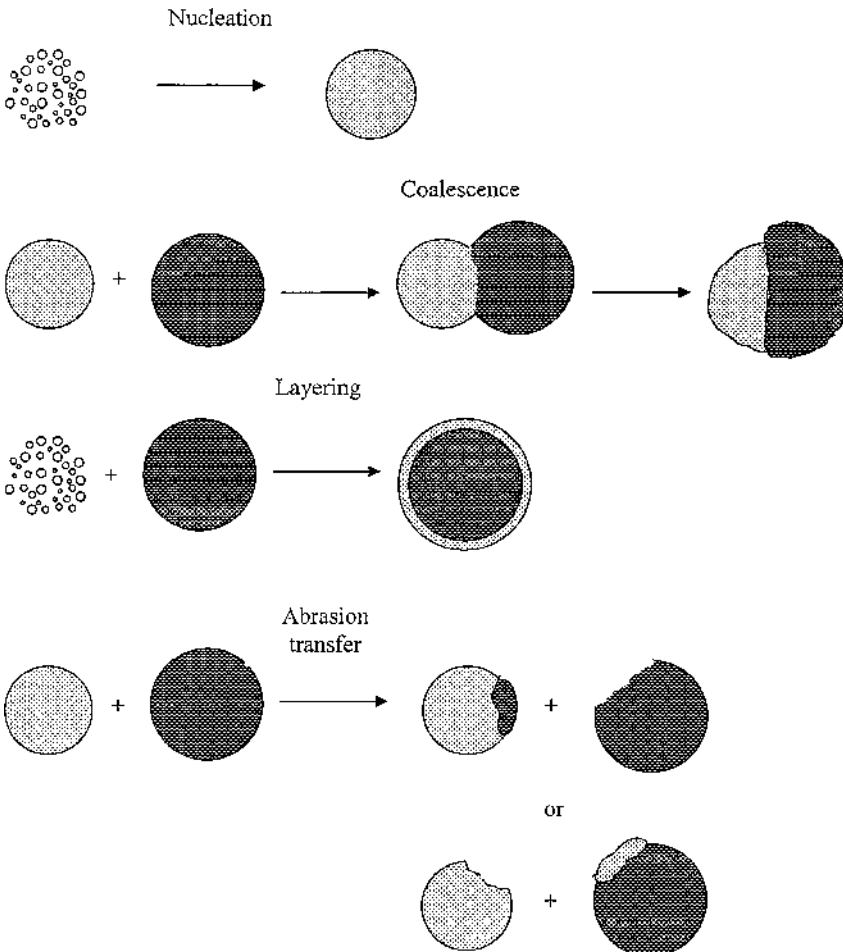 Nucleation
Coalescence
+
Layering
+
Abrasion
transfer
+
+
or
+